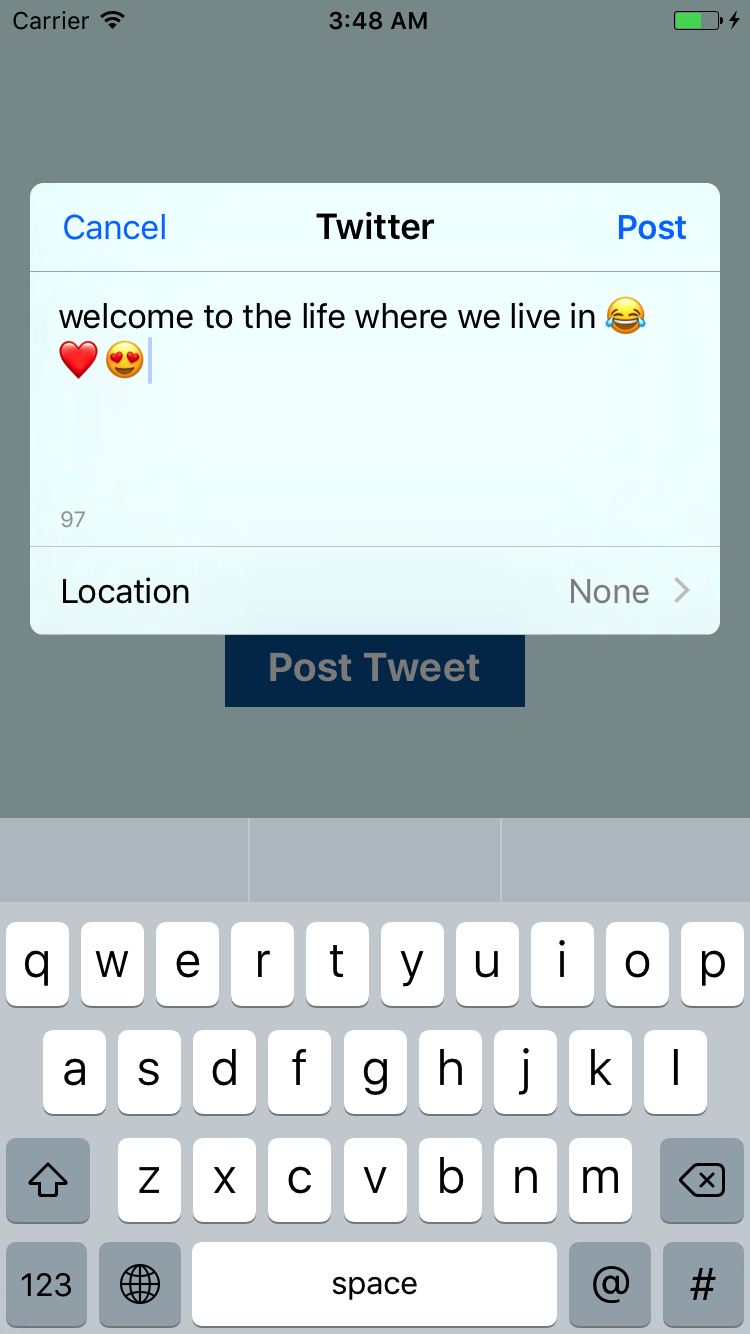 Carrier 3:48 AM
Cancel Twitter Post
welcome to the life where we live in 😂
❤️😍
97
Location None
Post Tweet
q w e r t y u i o p
a s d f g h j k l
z x c v b n m
123 space @ #